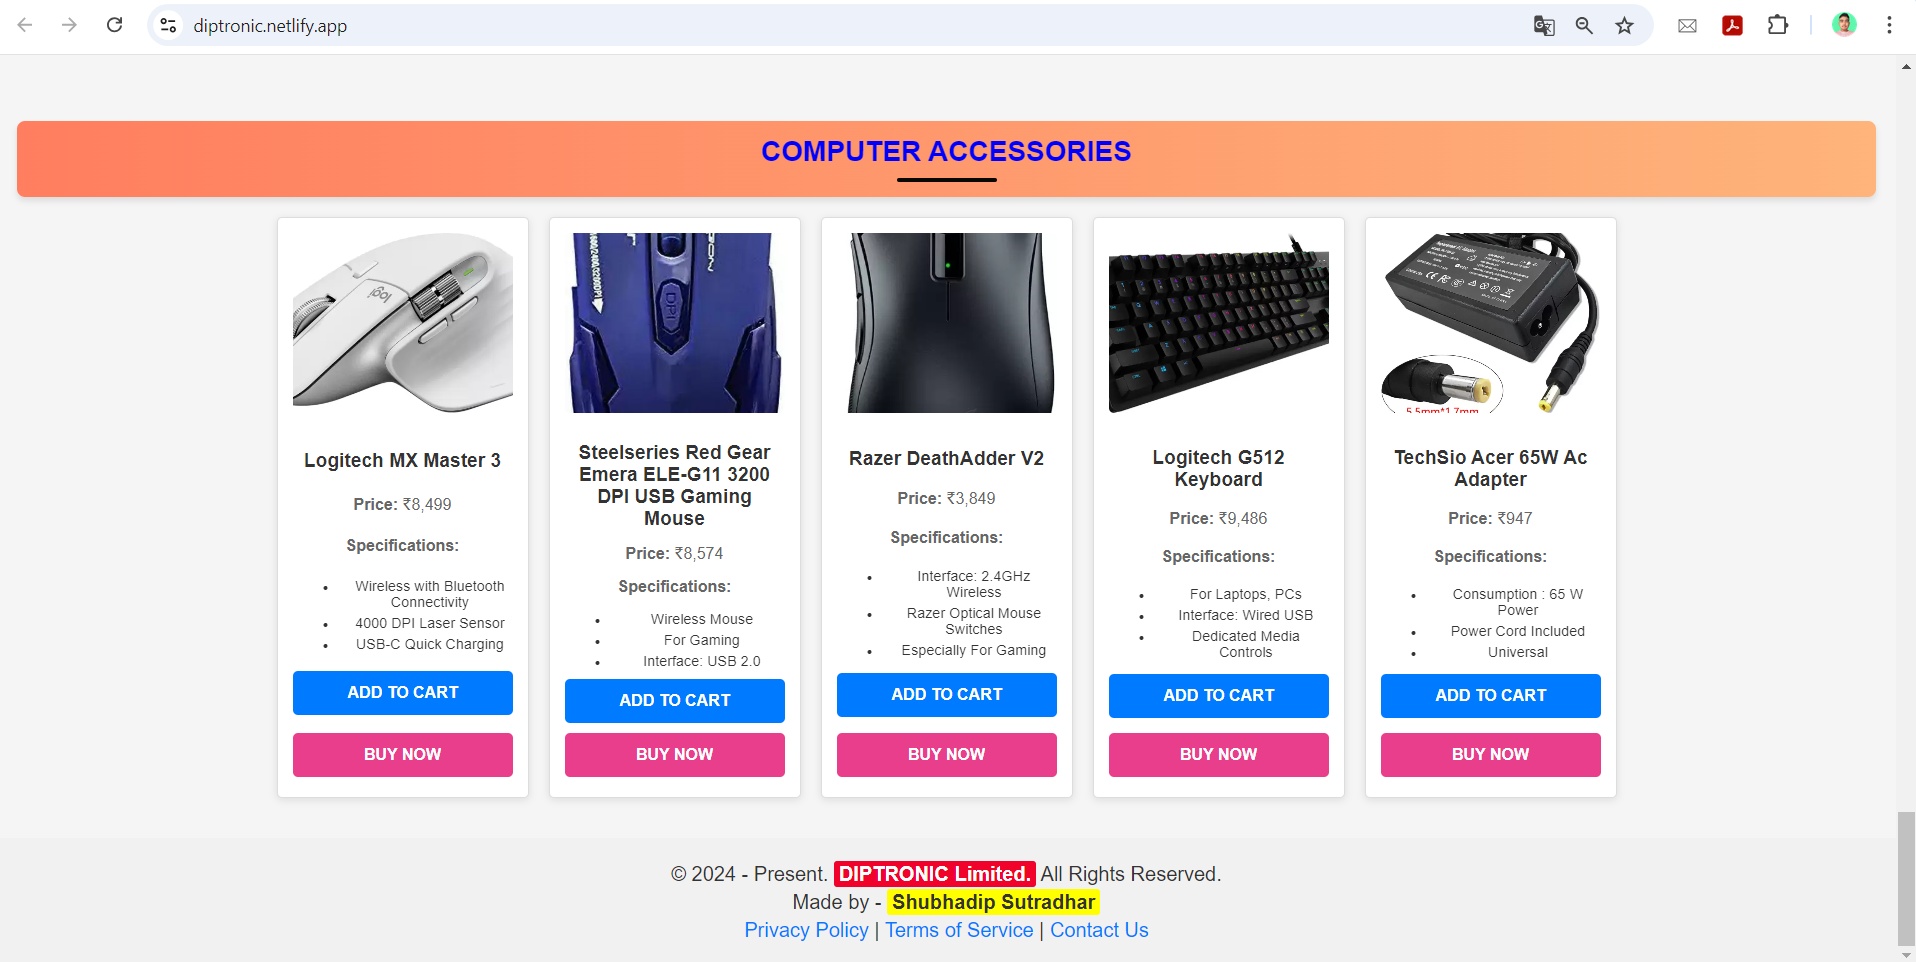 diptronic.netlify.app
COMPUTER ACCESSORIES
logi
DPI
5.5mm*1.7mm
Logitech MX Master 3
Price: ₹8,499
Specifications:
• Wireless with Bluetooth
Connectivity
• 4000 DPI Laser Sensor
• USB-C Quick Charging
ADD TO CART
BUY NOW
Steelseries Red Gear
Emera ELE-G11 3200
DPI USB Gaming
Mouse
Price: ₹8,574
Specifications:
• Wireless Mouse
• For Gaming
• Interface: USB 2.0
ADD TO CART
BUY NOW
Razer DeathAdder V2
Price: ₹3,849
Specifications:
• Interface: 2.4GHz
Wireless
• Razer Optical Mouse
Switches
• Especially For Gaming
ADD TO CART
BUY NOW
Logitech G512
Keyboard
Price: ₹9,486
Specifications:
• For Laptops, PCs
• Interface: Wired USB
• Dedicated Media
Controls
ADD TO CART
BUY NOW
TechSio Acer 65W Ac
Adapter
Price: ₹947
Specifications:
• Consumption : 65 W
Power
• Power Cord Included
• Universal
ADD TO CART
BUY NOW
© 2024 - Present. DIPTRONIC Limited. All Rights Reserved.
Made by - Shubhadip Sutradhar
Privacy Policy | Terms of Service | Contact Us